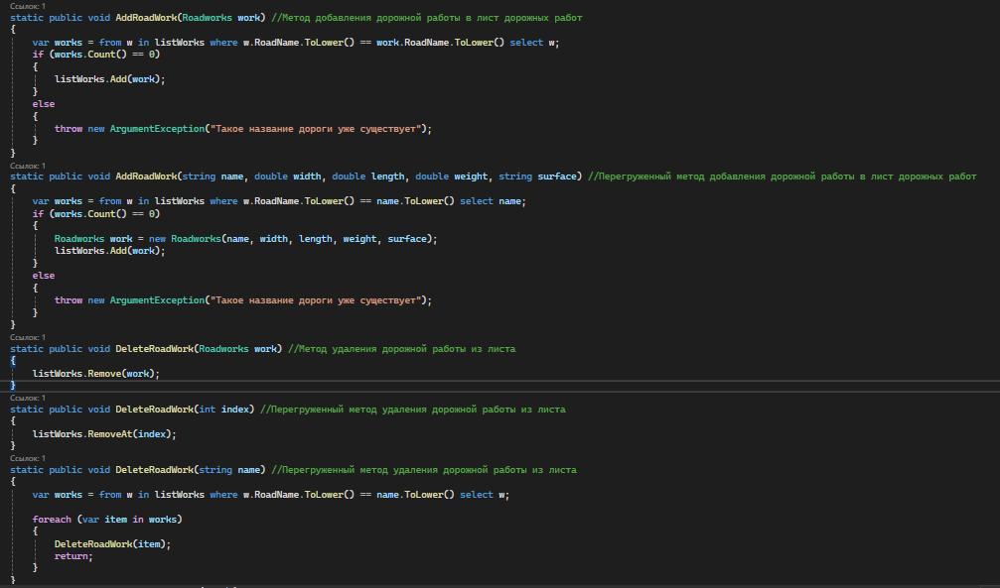 Ссылок: 1
static public void AddRoadWork(Roadworks work) //Метод добавления дорожной работы в лист дорожных работ
{
var works = from w in listWorks where w.RoadName.ToLower() == work.RoadName.ToLower() select w;
if (works.Count() == 0)
{
listWorks.Add(work);
}
else
{
throw new ArgumentException("Такое название дороги уже существует");
}
}
Ссылок: 1
static public void AddRoadWork(string name, double width, double length, double weight, string surface) //Перегруженный метод добавления дорожной работы в лист дорожных работ
{
var works = from w in listWorks where w.RoadName.ToLower() == name.ToLower() select name;
if (works.Count() == 0)
{
Roadworks work = new Roadworks(name, width, length, weight, surface);
listWorks.Add(work);
}
else
{
throw new ArgumentException("Такое название дороги уже существует");
}
}
Ссылок: 1
static public void DeleteRoadWork(Roadworks work) //Метод удаления дорожной работы из листа
{
listWorks.Remove(work);
}
Ссылок: 1
static public void DeleteRoadWork(int index) //Перегруженный метод удаления дорожной работы из листа
{
listWorks.RemoveAt(index);
}
Ссылок: 1
static public void DeleteRoadWork(string name) //Перегруженный метод удаления дорожной работы из листа
{
var works = from w in listWorks where w.RoadName.ToLower() == name.ToLower() select w;
foreach (var item in works)
{
DeleteRoadWork(item);
return;
}
}